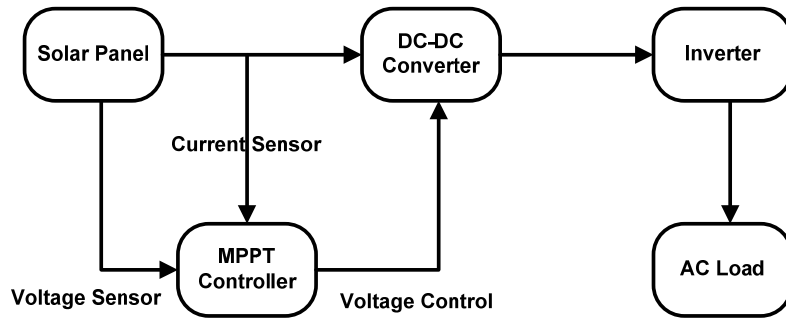 Solar Panel
DC-DC
Converter
Inverter
Current Sensor
MPPT
Controller
AC Load
Voltage Sensor
Voltage Control